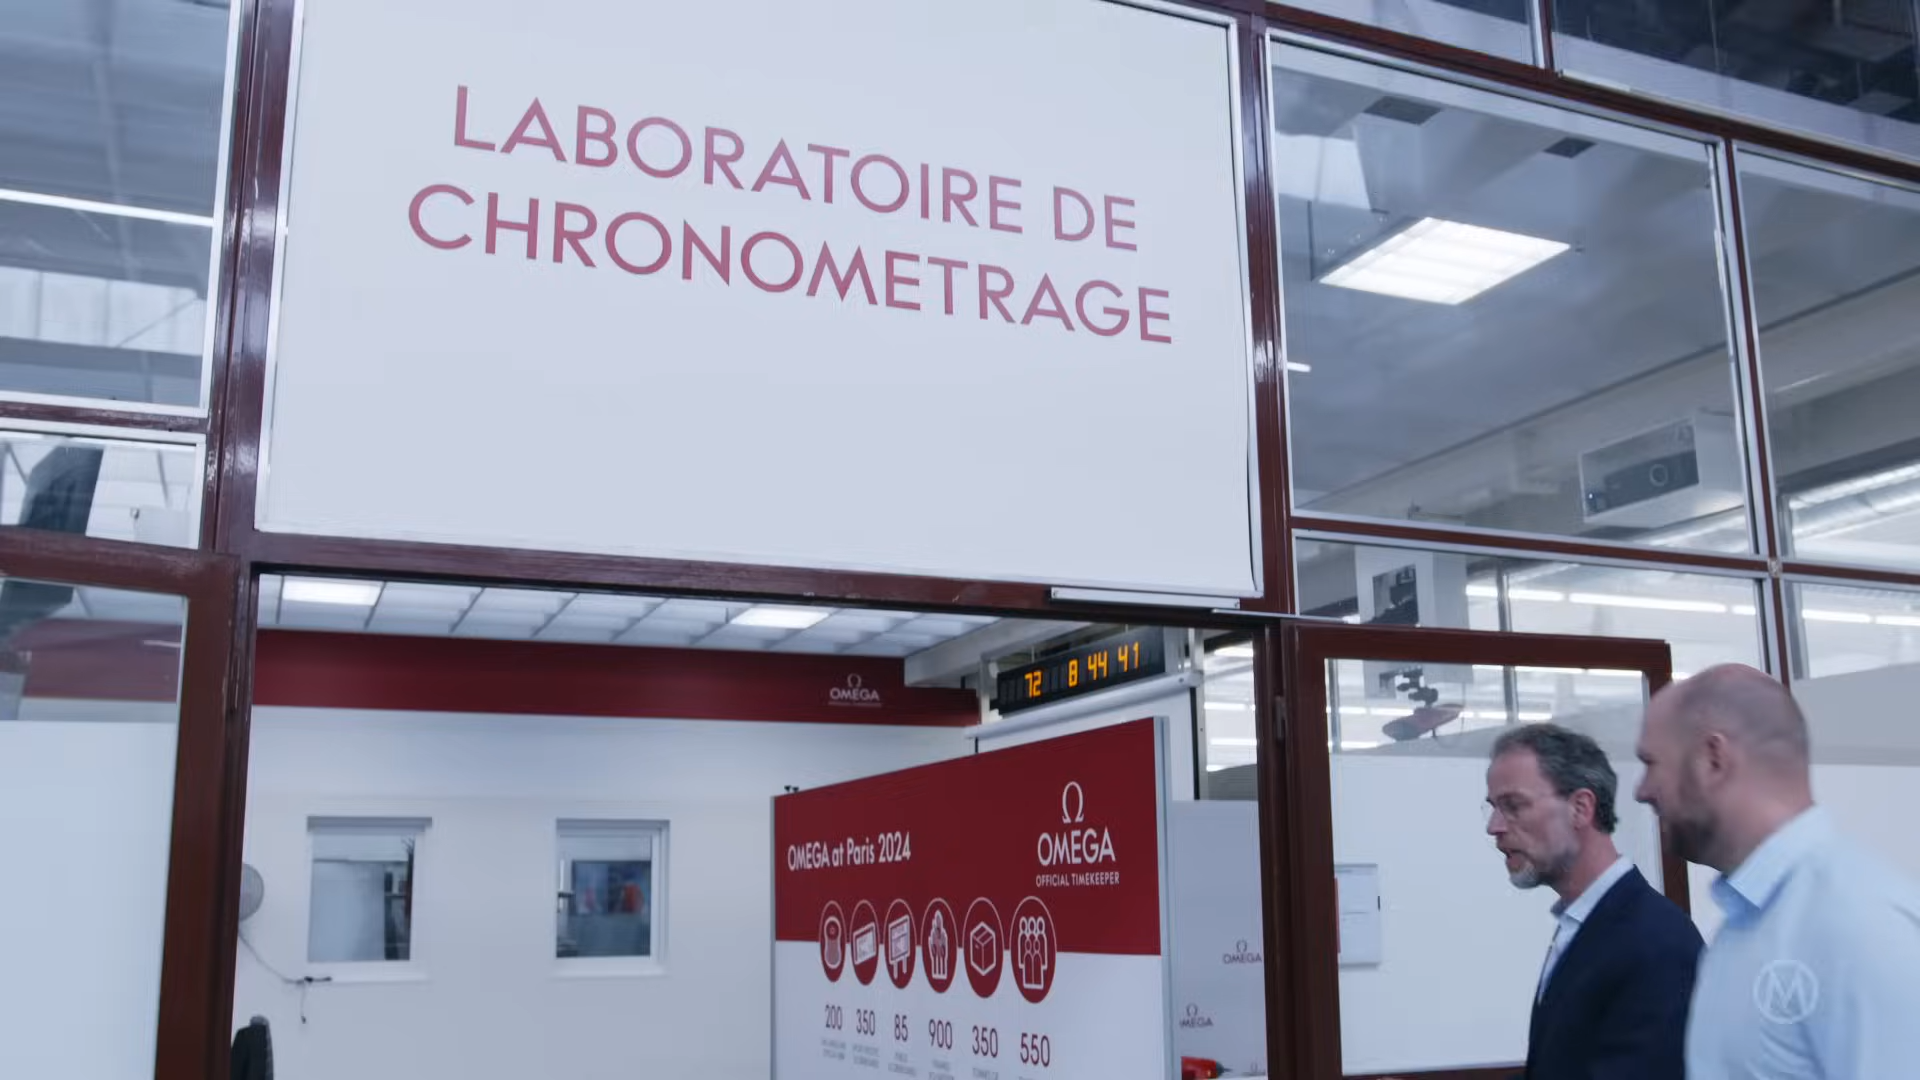 LABORATOIRE DE
CHRONOMETRAGE
OMEGA
72 8 44 41
OMEGA at Paris 2024
Ω
OMEGA
OFFICIAL TIMEKEEPER
200 350 85 900 350 550
OMEGA
OMEGA
M